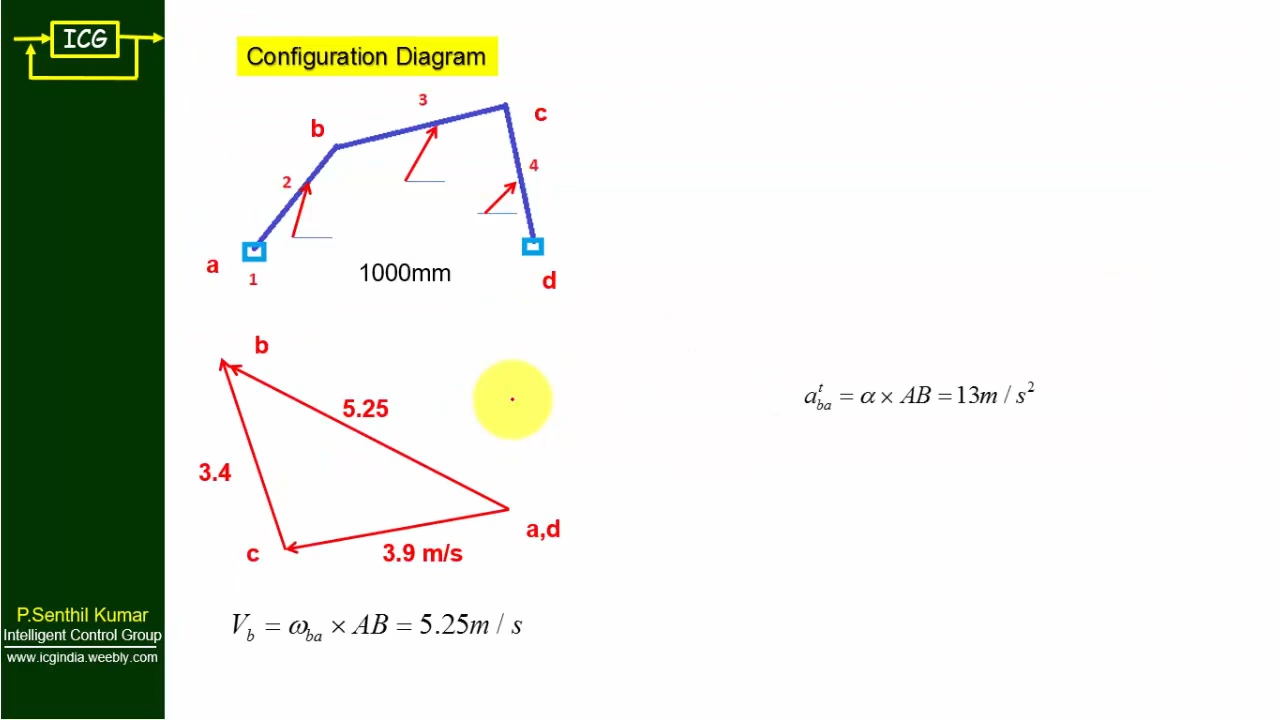 ICG
Configuration Diagram
3
b
c
2
4
a
1
1000mm
d
b
5.25
3.4
a,d
c
3.9 m/s
V_b = ω_ba × AB = 5.25m / s
a^t_ba = α × AB = 13m / s²
P.Senthil Kumar
Intelligent Control Group
www.icgindia.weebly.com